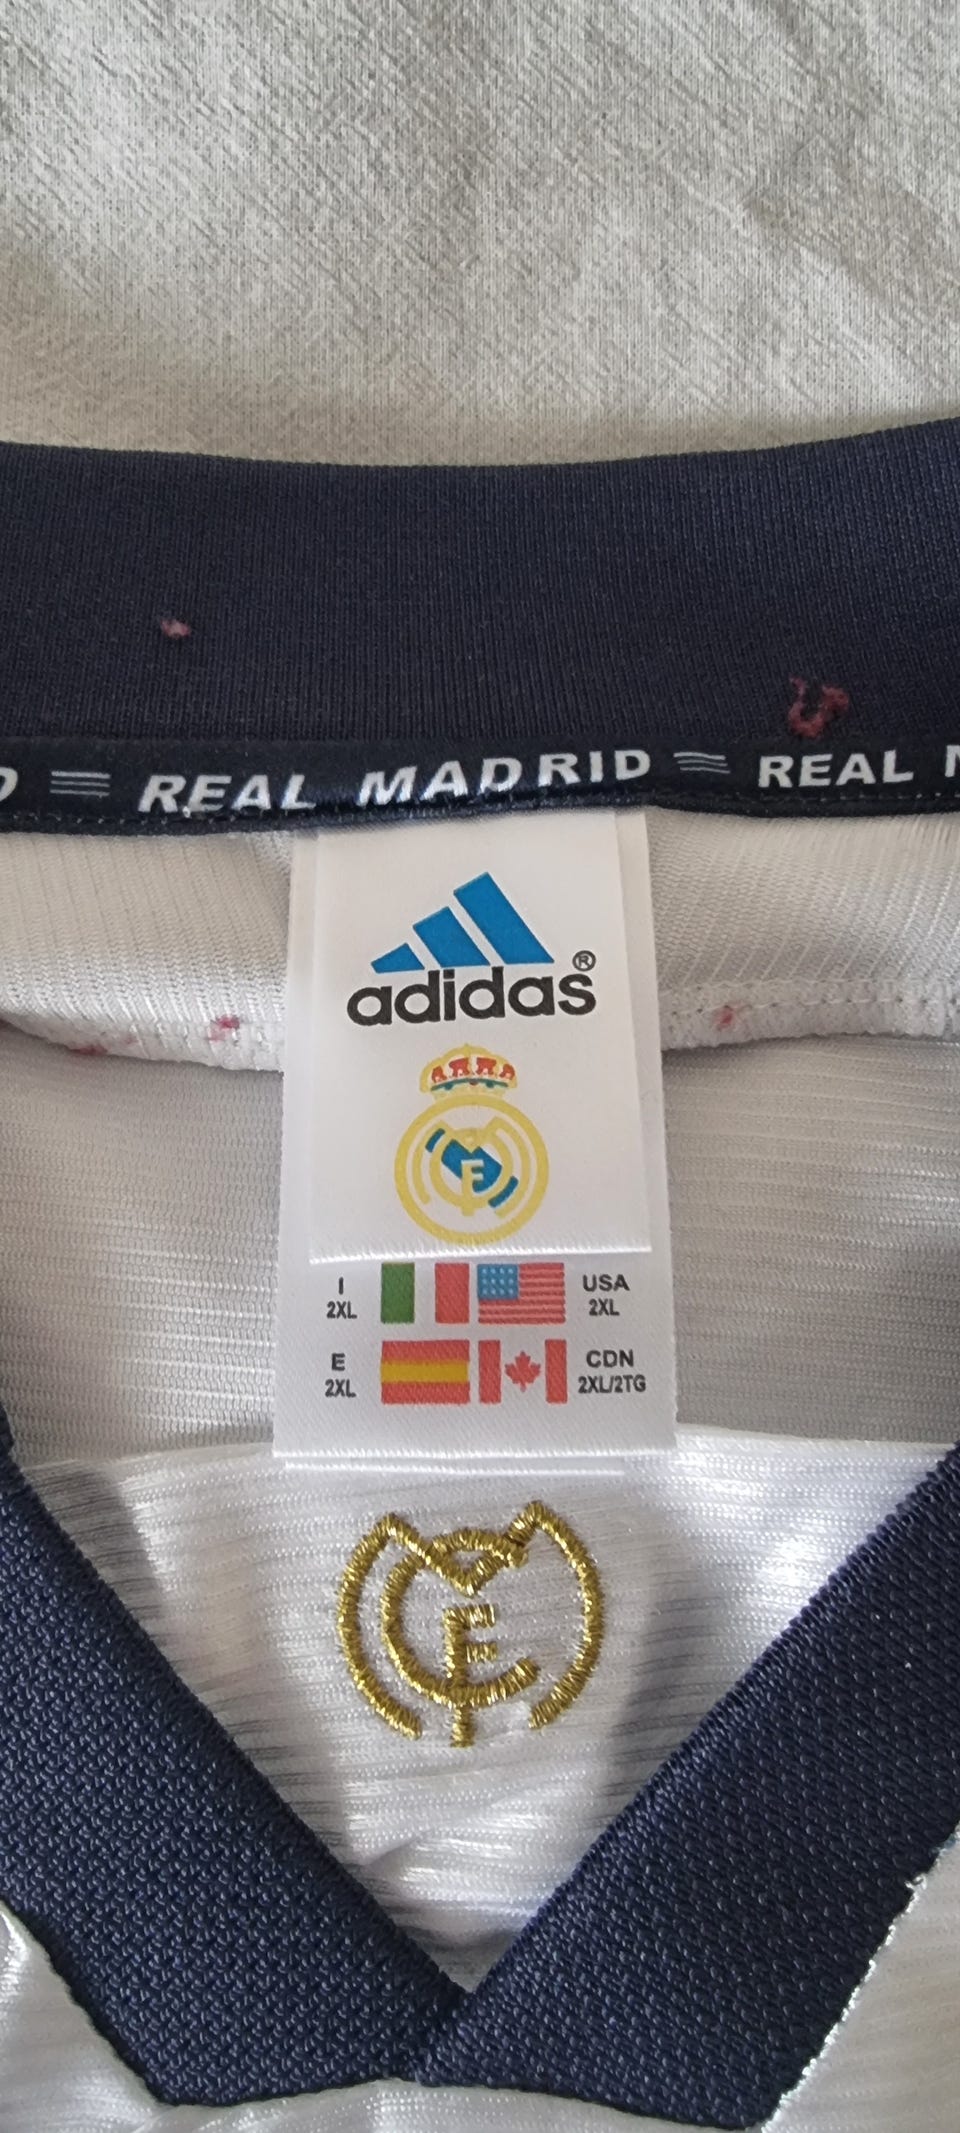 REAL MADRID REAL
adidas®
I
2XL
USA
2XL
E
2XL
CDN
2XL/2TG